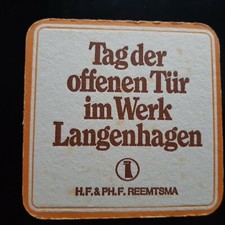 Tag der
offenen Tür
im Werk
Langenhagen
H.F. & PH.F. REEMTSMA